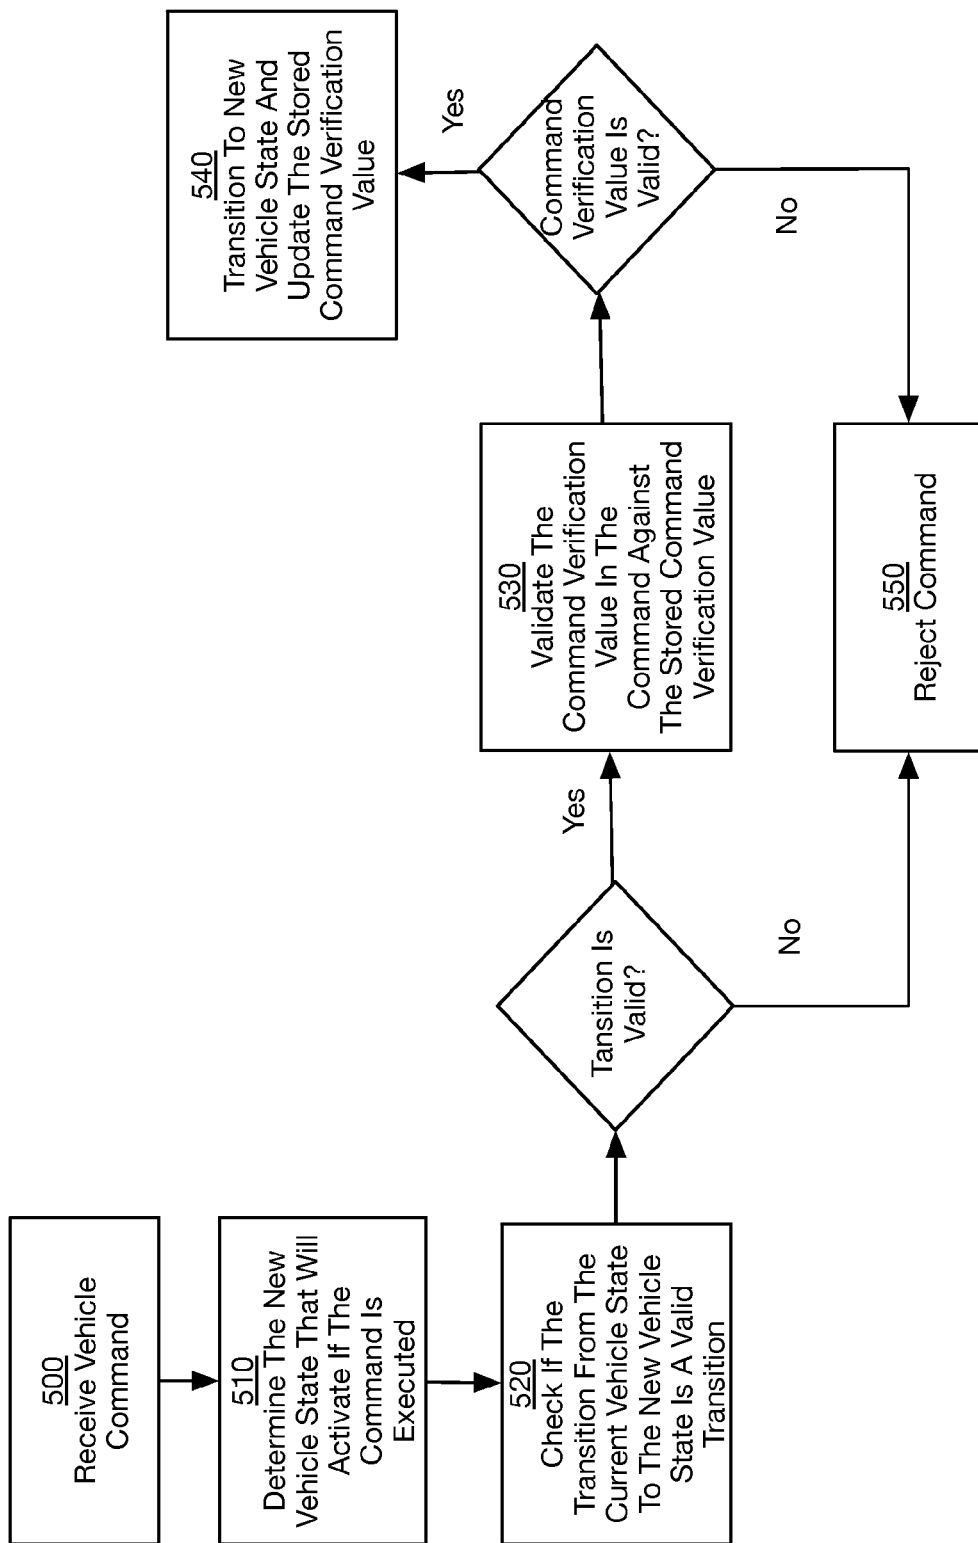 500
Receive Vehicle
Command
510
Determine The New
Vehicle State That Will
Activate If The
Command Is
Executed
520
Check If The
Transition From The
Current Vehicle State
To The New Vehicle
State Is A Valid
Transition
Tansition Is
Valid?
Yes
No
530
Validate The
Command Verification
Value In The
Command Against
The Stored Command
Verification Value
Command
Verification
Value Is
Valid?
Yes
No
540
Transition To New
Vehicle State And
Update The Stored
Command Verification
Value
550
Reject Command